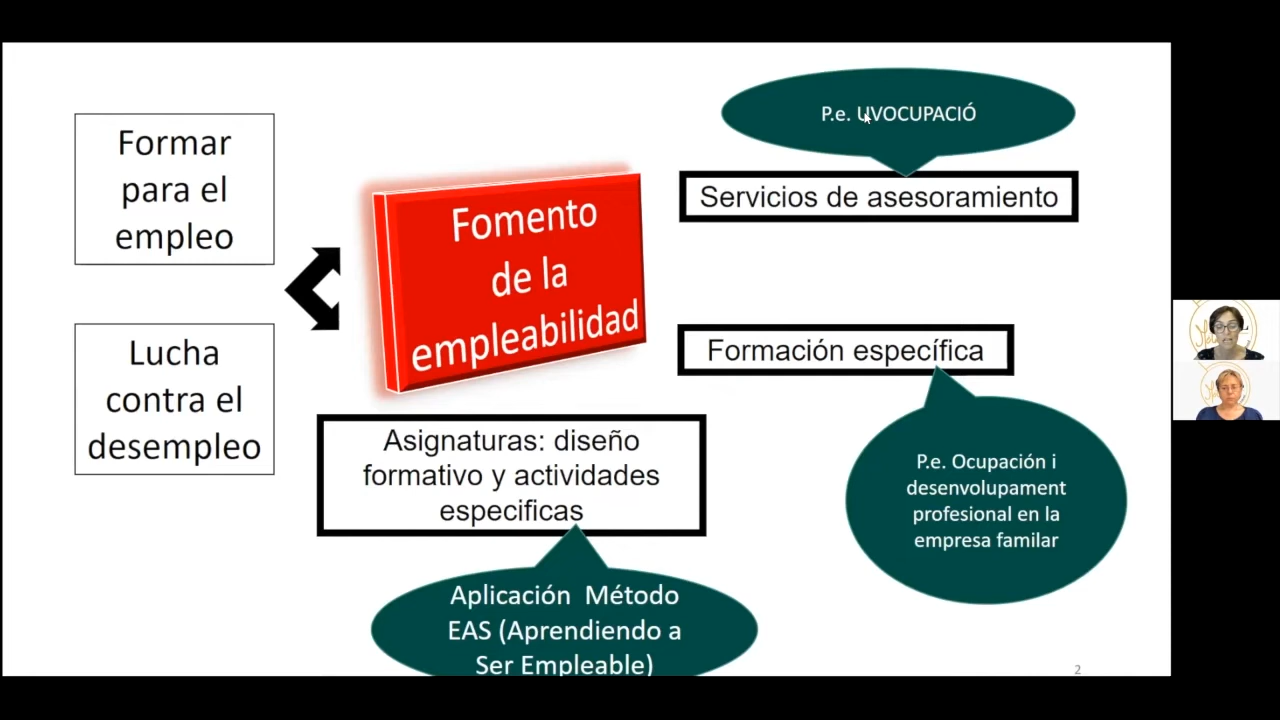 Formar
para el
empleo
Lucha
contra el
desempleo
Fomento
de la
empleabilidad
P.e. UVOCUPACIÓ
Servicios de asesoramiento
Formación específica
P.e. Ocupación i
desenvolupament
profesional en la
empresa familar
Asignaturas: diseño
formativo y actividades
especificas
Aplicación Método
EAS (Aprendiendo a
Ser Empleable)
2